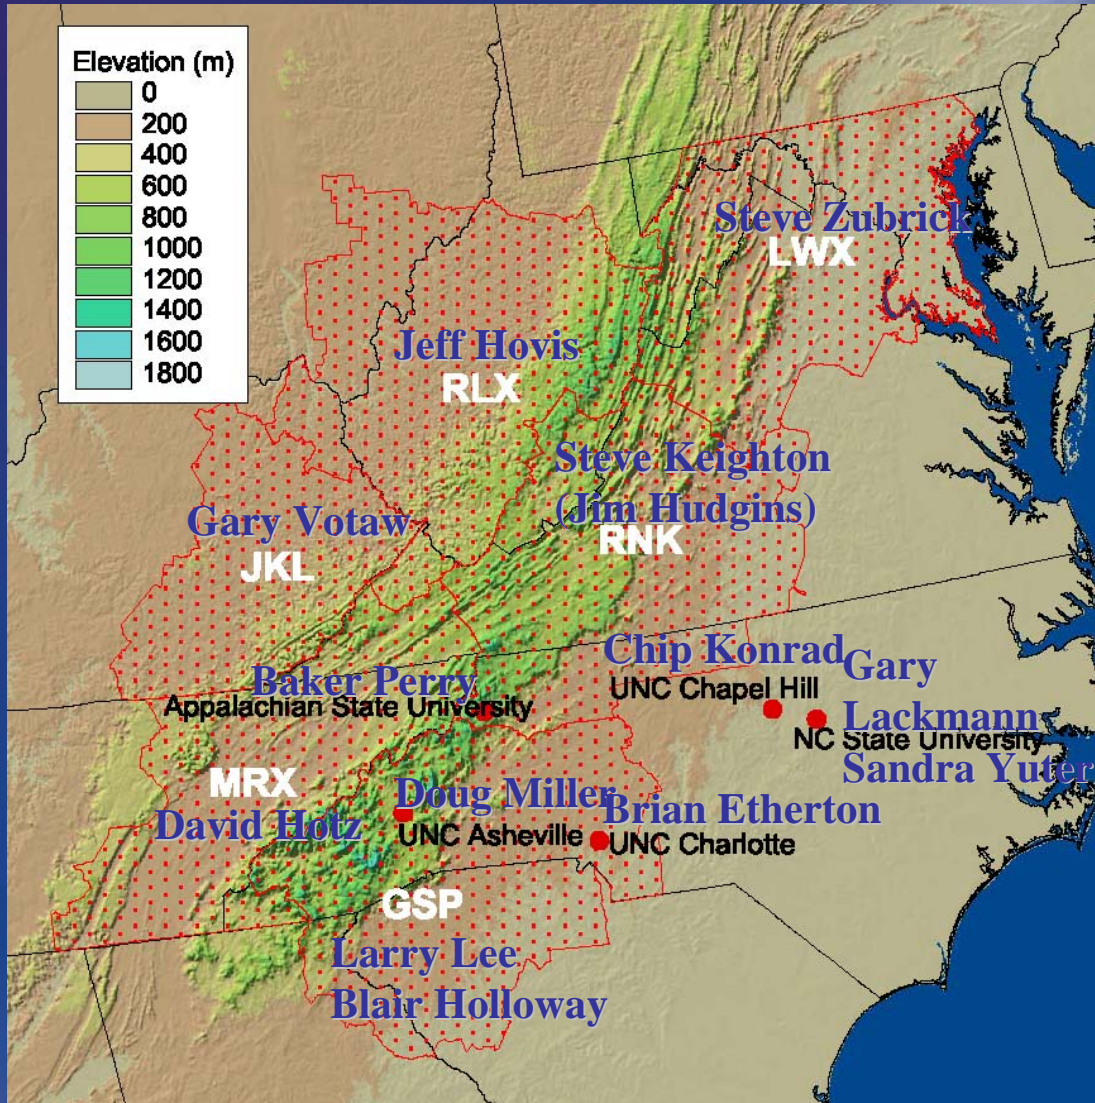 Elevation (m)
0
200
400
600
800
1000
1200
1400
1600
1800
Steve Zubrick
LWX
Jeff Hovis
RLX
Steve Keighton
(Jim Hudgins)
RNK
Gary Votaw
JKL
Chip Konrad
UNC Chapel Hill
Gary
Lackmann
NC State University
Sandra Yuter
Baker Perry
Appalachian State University
MRX
David Hotz
Doug Miller
UNC Asheville
Brian Etherton
UNC Charlotte
GSP
Larry Lee
Blair Holloway